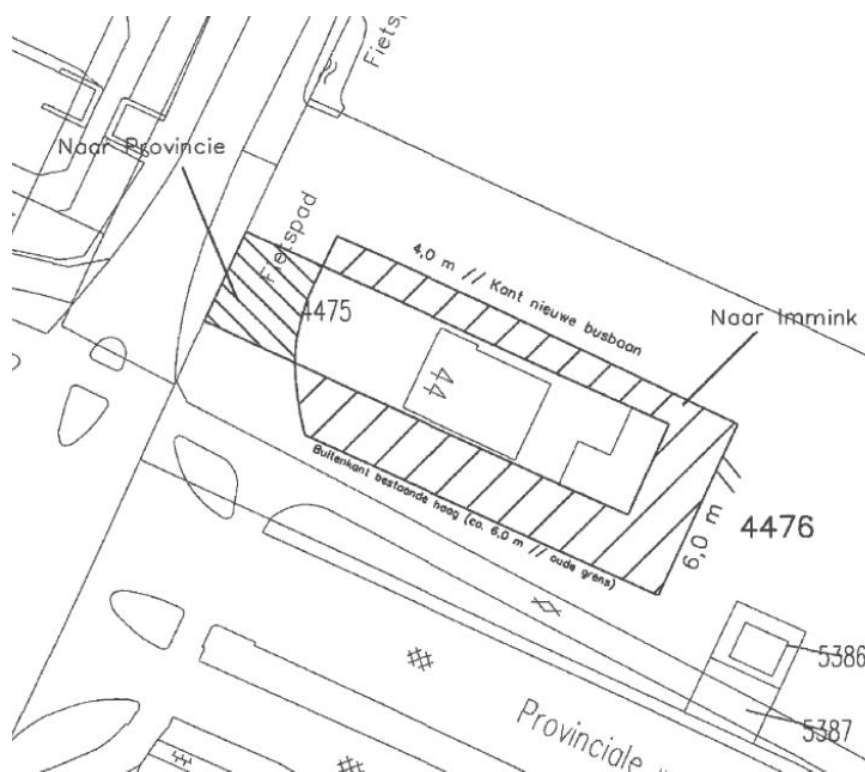 Naar Provincie
Fietspad
4475
4,0 m // Kant nieuwe busbaan
Naar Immink
44
Buitenkant bestaande haag (ca. 6,0 m // oude grens)
6,0 m
4476
5386
5387
Provinciale